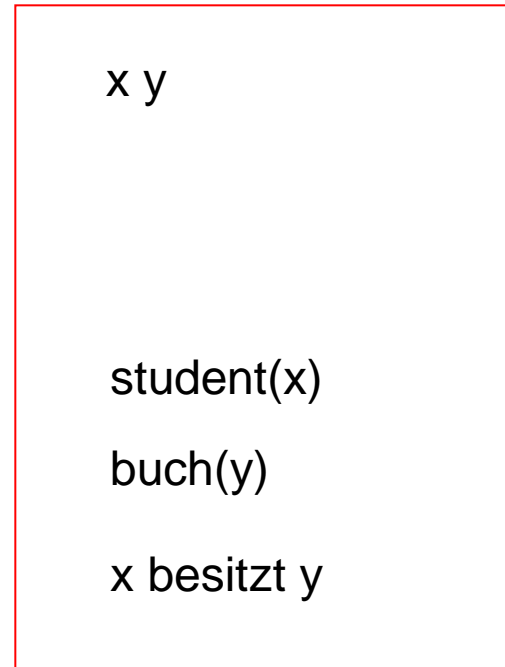 x y
student(x)
buch(y)
x besitzt y